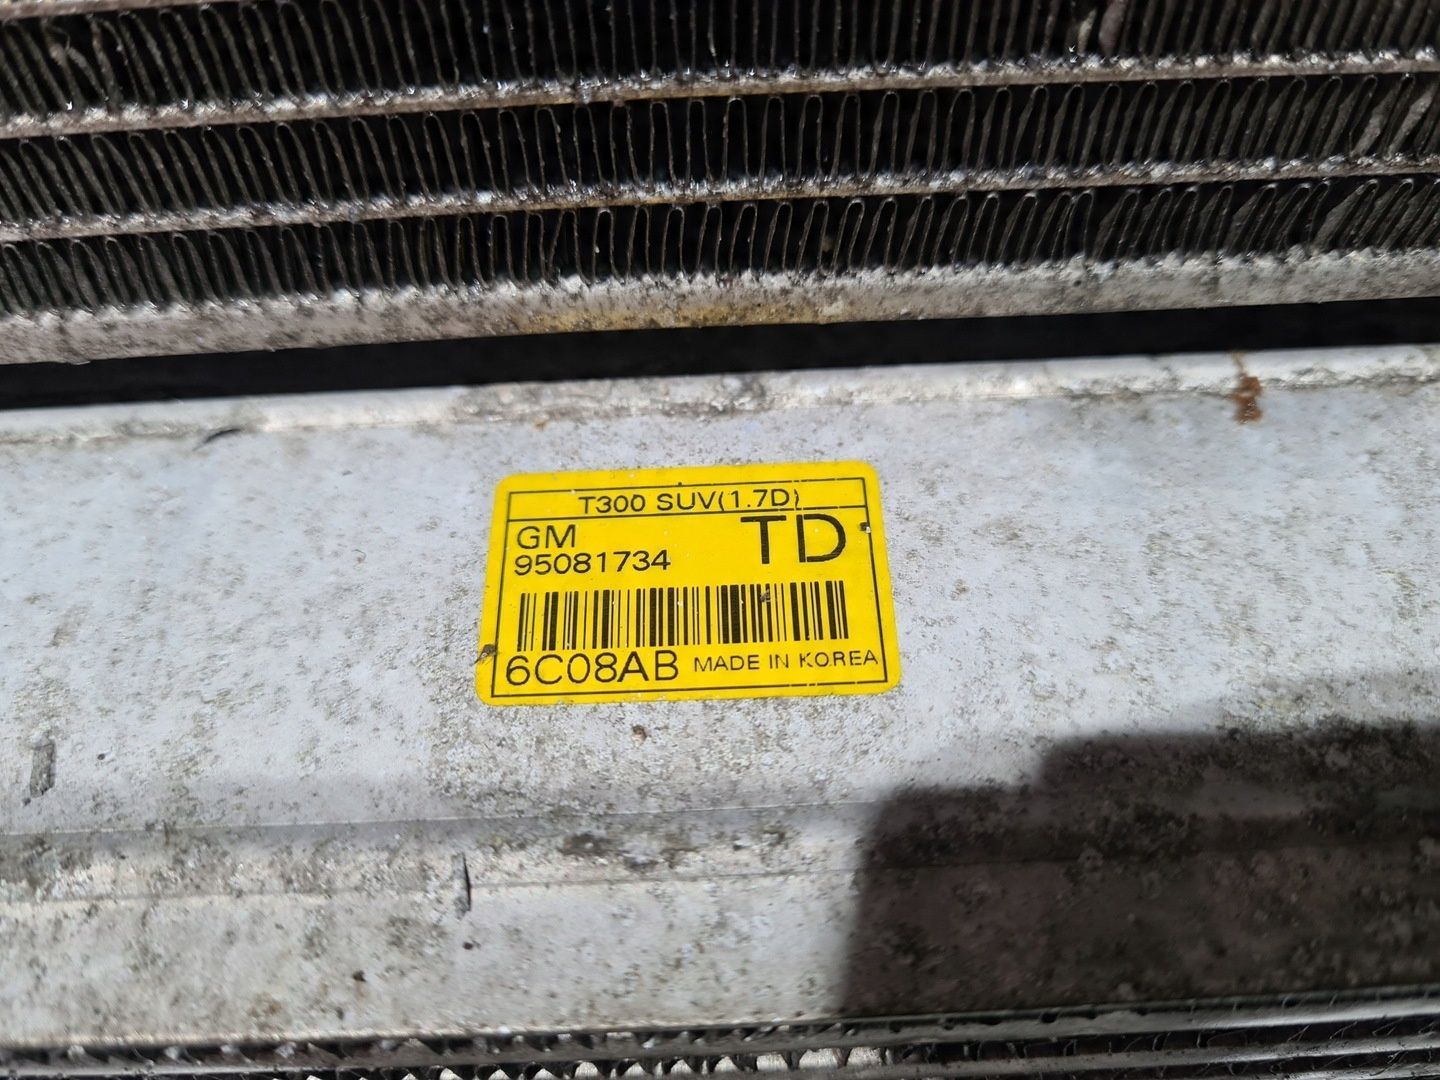 T300 SUV(1.7D)
GM TD
95081734
6C08AB MADE IN KOREA